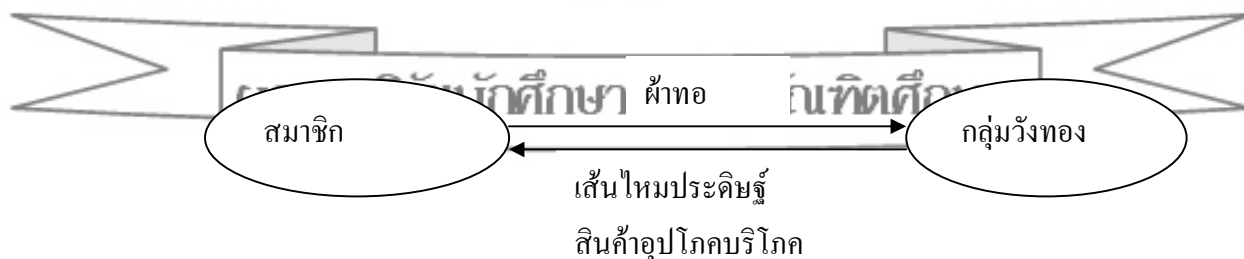 ผ้าทอ
สมาชิก
กลุ่มวังทอง
เส้นไหมประดิษฐ์
สินค้าอุปโภคบริโภค